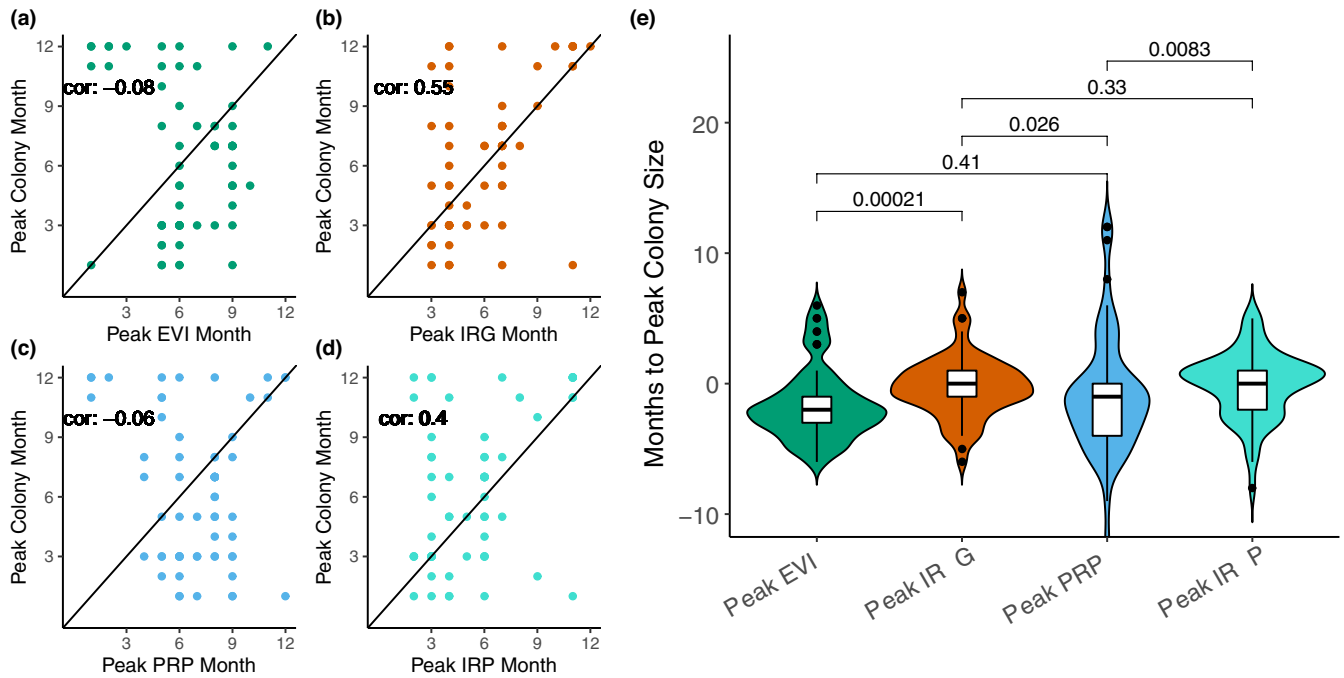 (a)
Peak Colony Month
12
9
6
3
cor: −0.08
3 6 9 12
Peak EVI Month
(b)
Peak Colony Month
12
9
6
3
cor: 0.55
3 6 9 12
Peak IRG Month
(c)
Peak Colony Month
12
9
6
3
cor: −0.06
3 6 9 12
Peak PRP Month
(d)
Peak Colony Month
12
9
6
3
cor: 0.4
3 6 9 12
Peak IRP Month
(e)
Months to Peak Colony Size
20
10
0
−10
0.0083
0.33
0.026
0.41
0.00021
Peak EVI
Peak IR G
Peak PRP
Peak IR P